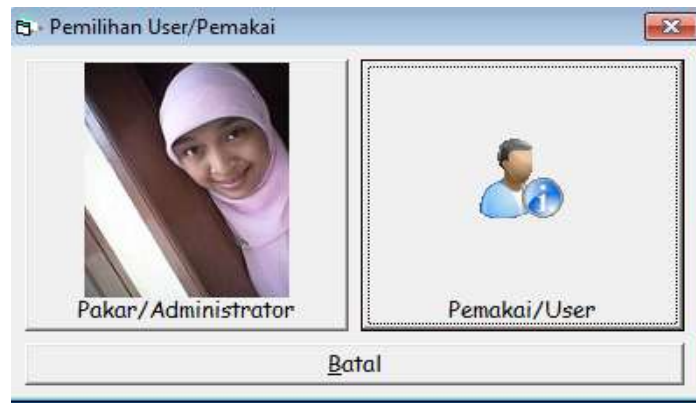 Pemilihan User/Pemakai
Pakar/Administrator
Pemakai/User
Batal